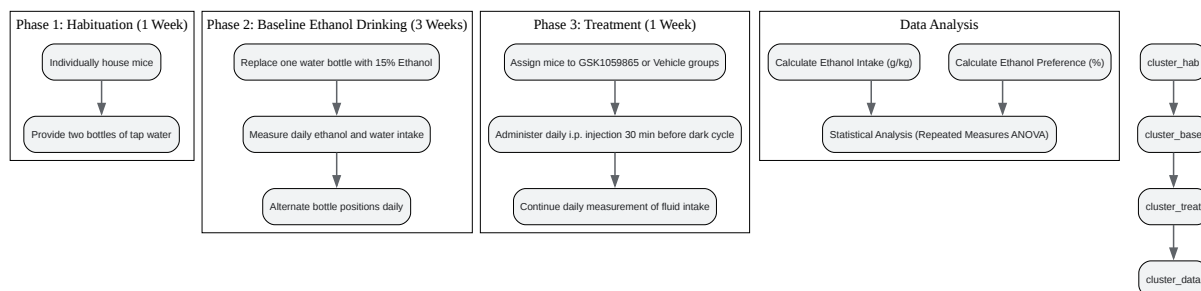 Phase 1: Habituation (1 Week)
Individually house mice
Provide two bottles of tap water
Phase 2: Baseline Ethanol Drinking (3 Weeks)
Replace one water bottle with 15% Ethanol
Measure daily ethanol and water intake
Alternate bottle positions daily
Phase 3: Treatment (1 Week)
Assign mice to GSK1059865 or Vehicle groups
Administer daily i.p. injection 30 min before dark cycle
Continue daily measurement of fluid intake
Data Analysis
Calculate Ethanol Intake (g/kg)
Calculate Ethanol Preference (%)
Statistical Analysis (Repeated Measures ANOVA)
cluster_hab
cluster_base
cluster_treat
cluster_data